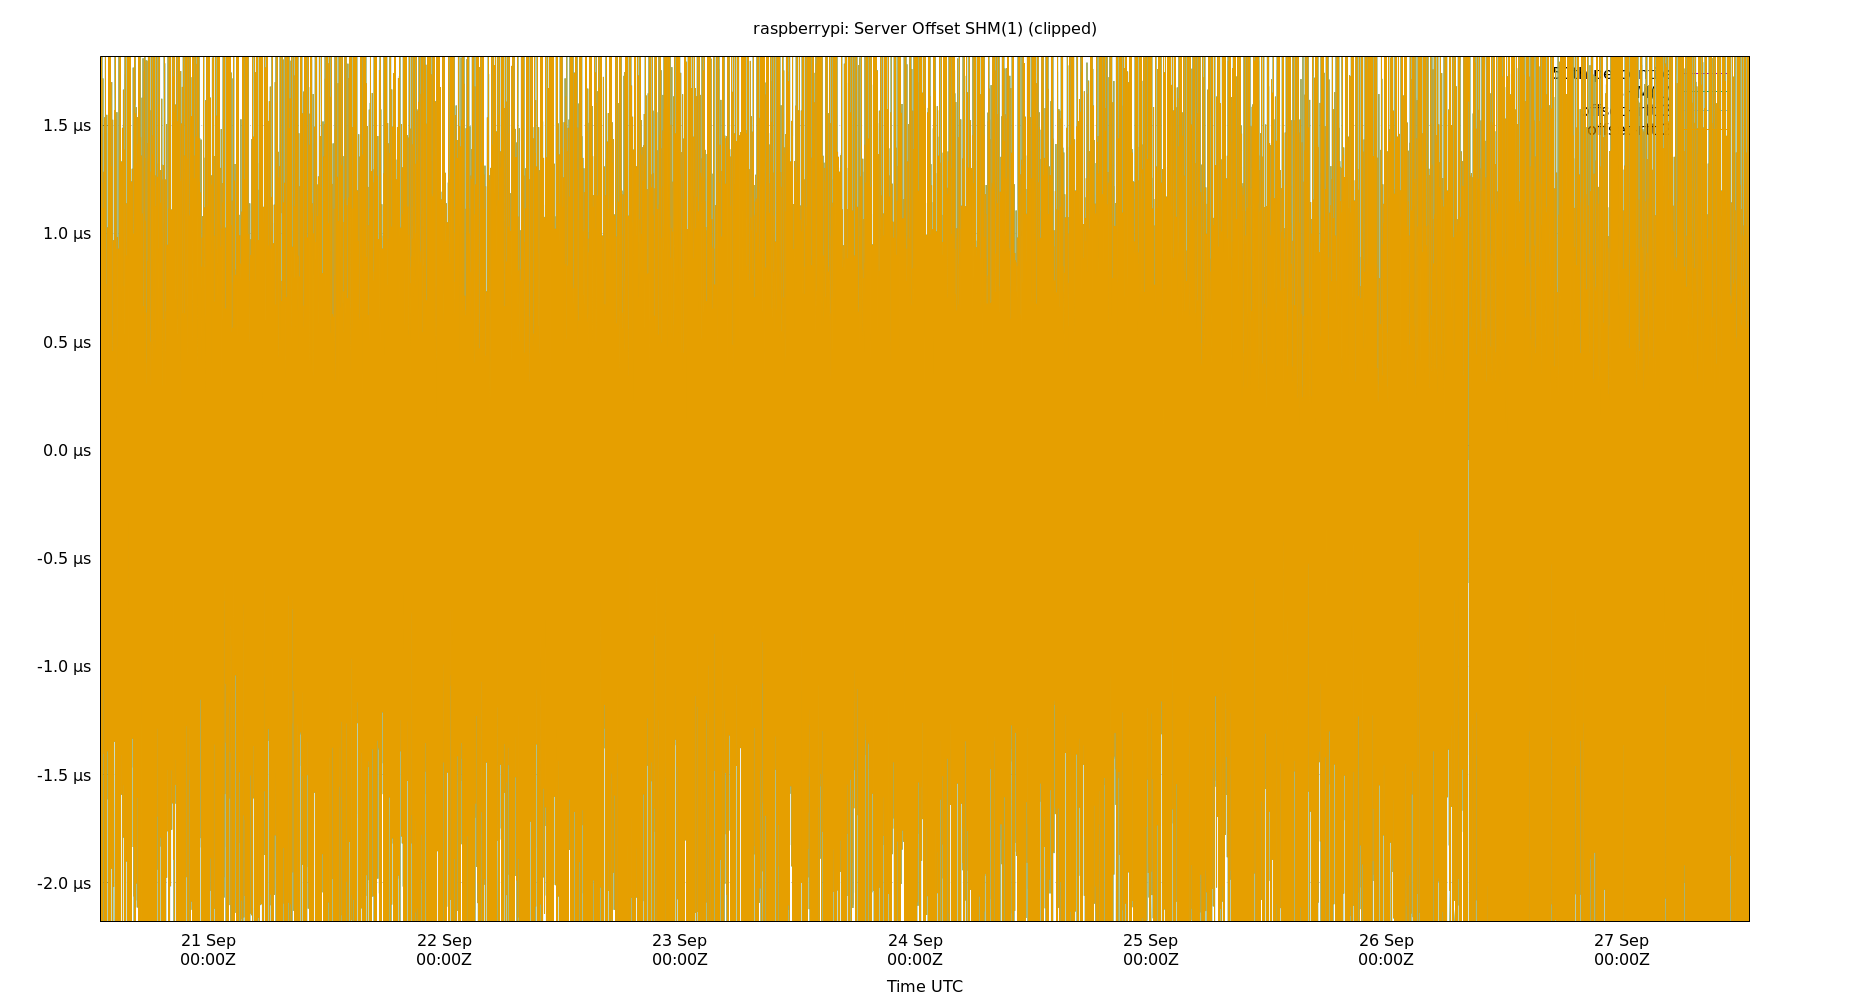 raspberrypi: Server Offset SHM(1) (clipped)
1.5 µs
1.0 µs
0.5 µs
0.0 µs
-0.5 µs
-1.0 µs
-1.5 µs
-2.0 µs
21 Sep 22 Sep 23 Sep 24 Sep 25 Sep 26 Sep 27 Sep
00:00Z 00:00Z 00:00Z 00:00Z 00:00Z 00:00Z 00:00Z
Time UTC